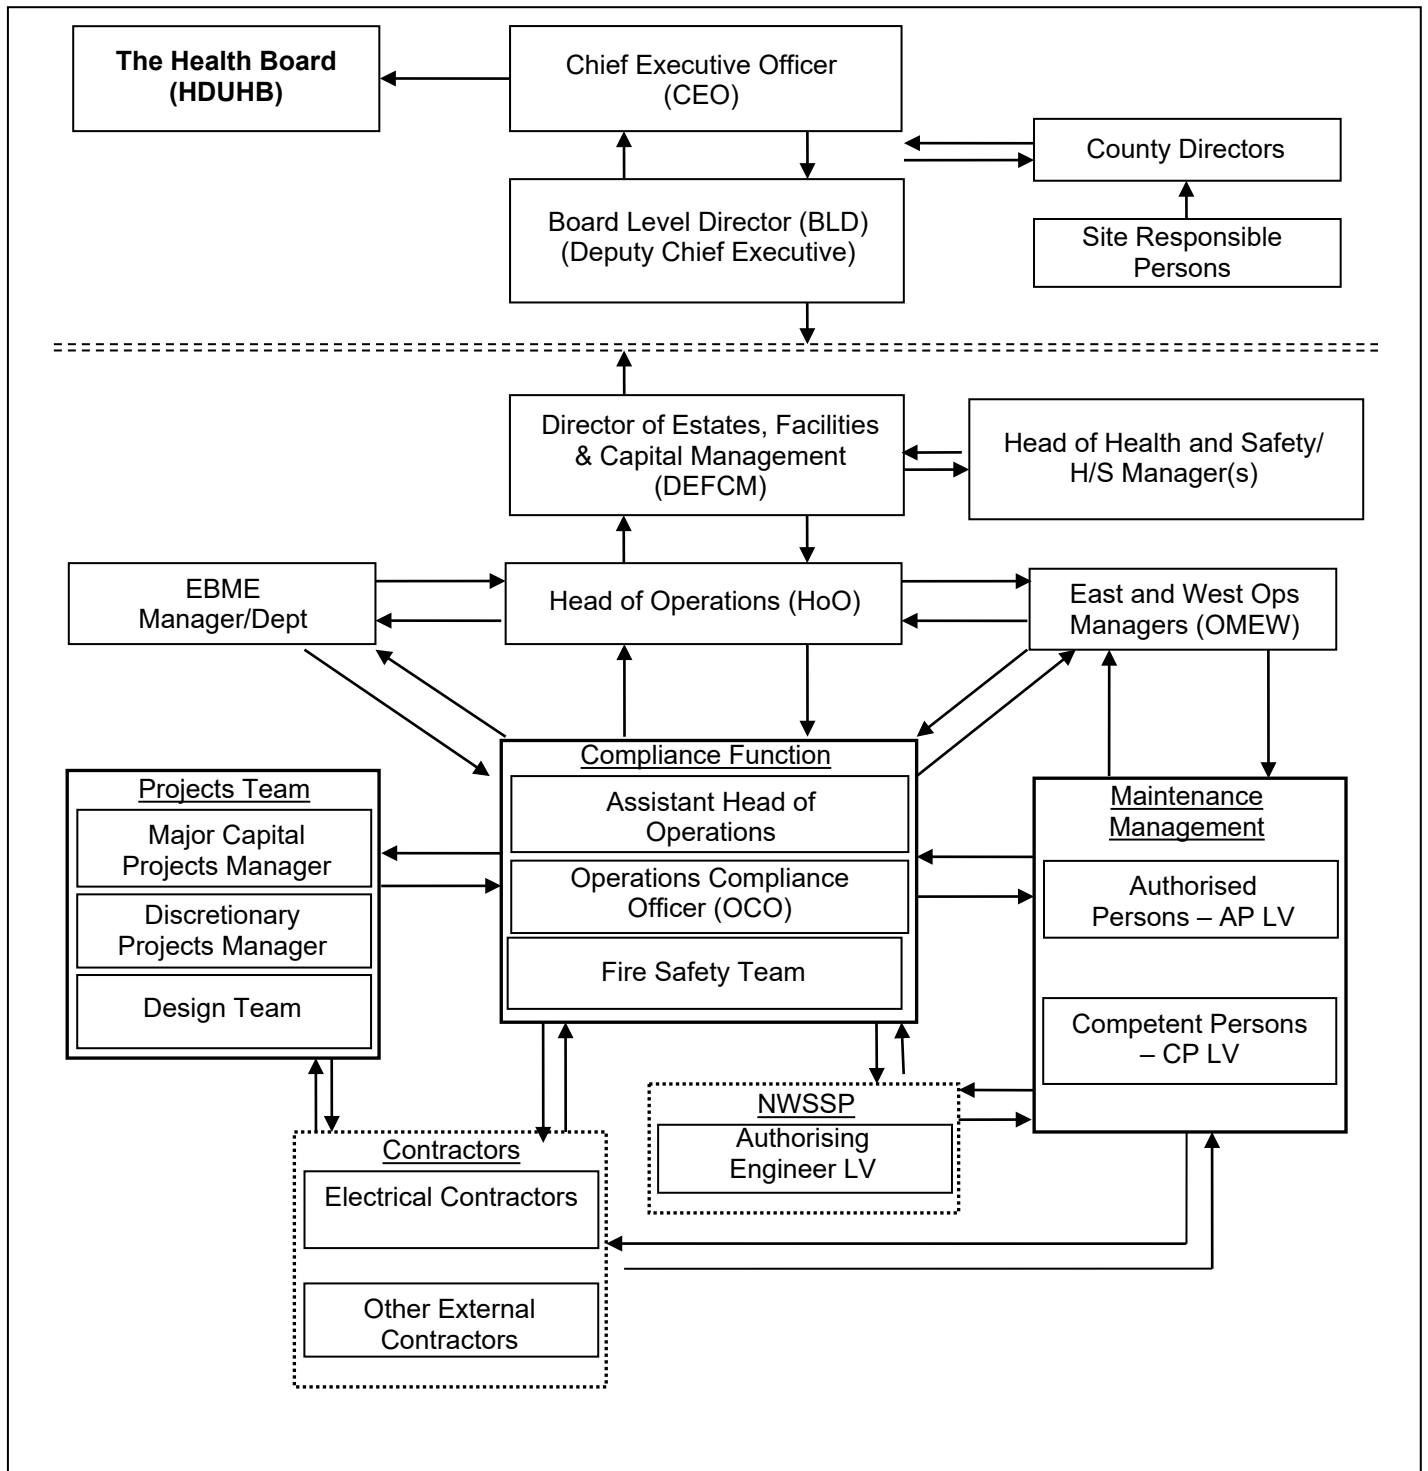 The Health Board
(HDUHB)
Chief Executive Officer
(CEO)
County Directors
Board Level Director (BLD)
(Deputy Chief Executive)
Site Responsible
Persons
Director of Estates, Facilities
& Capital Management
(DEFCM)
Head of Health and Safety/
H/S Manager(s)
EBME
Manager/Dept
Head of Operations (HoO)
East and West Ops
Managers (OMEW)
Compliance Function
Assistant Head of
Operations
Operations Compliance
Officer (OCO)
Fire Safety Team
Projects Team
Major Capital
Projects Manager
Discretionary
Projects Manager
Design Team
Maintenance
Management
Authorised
Persons – AP LV
Competent Persons
– CP LV
NWSSP
Authorising
Engineer LV
Contractors
Electrical Contractors
Other External
Contractors